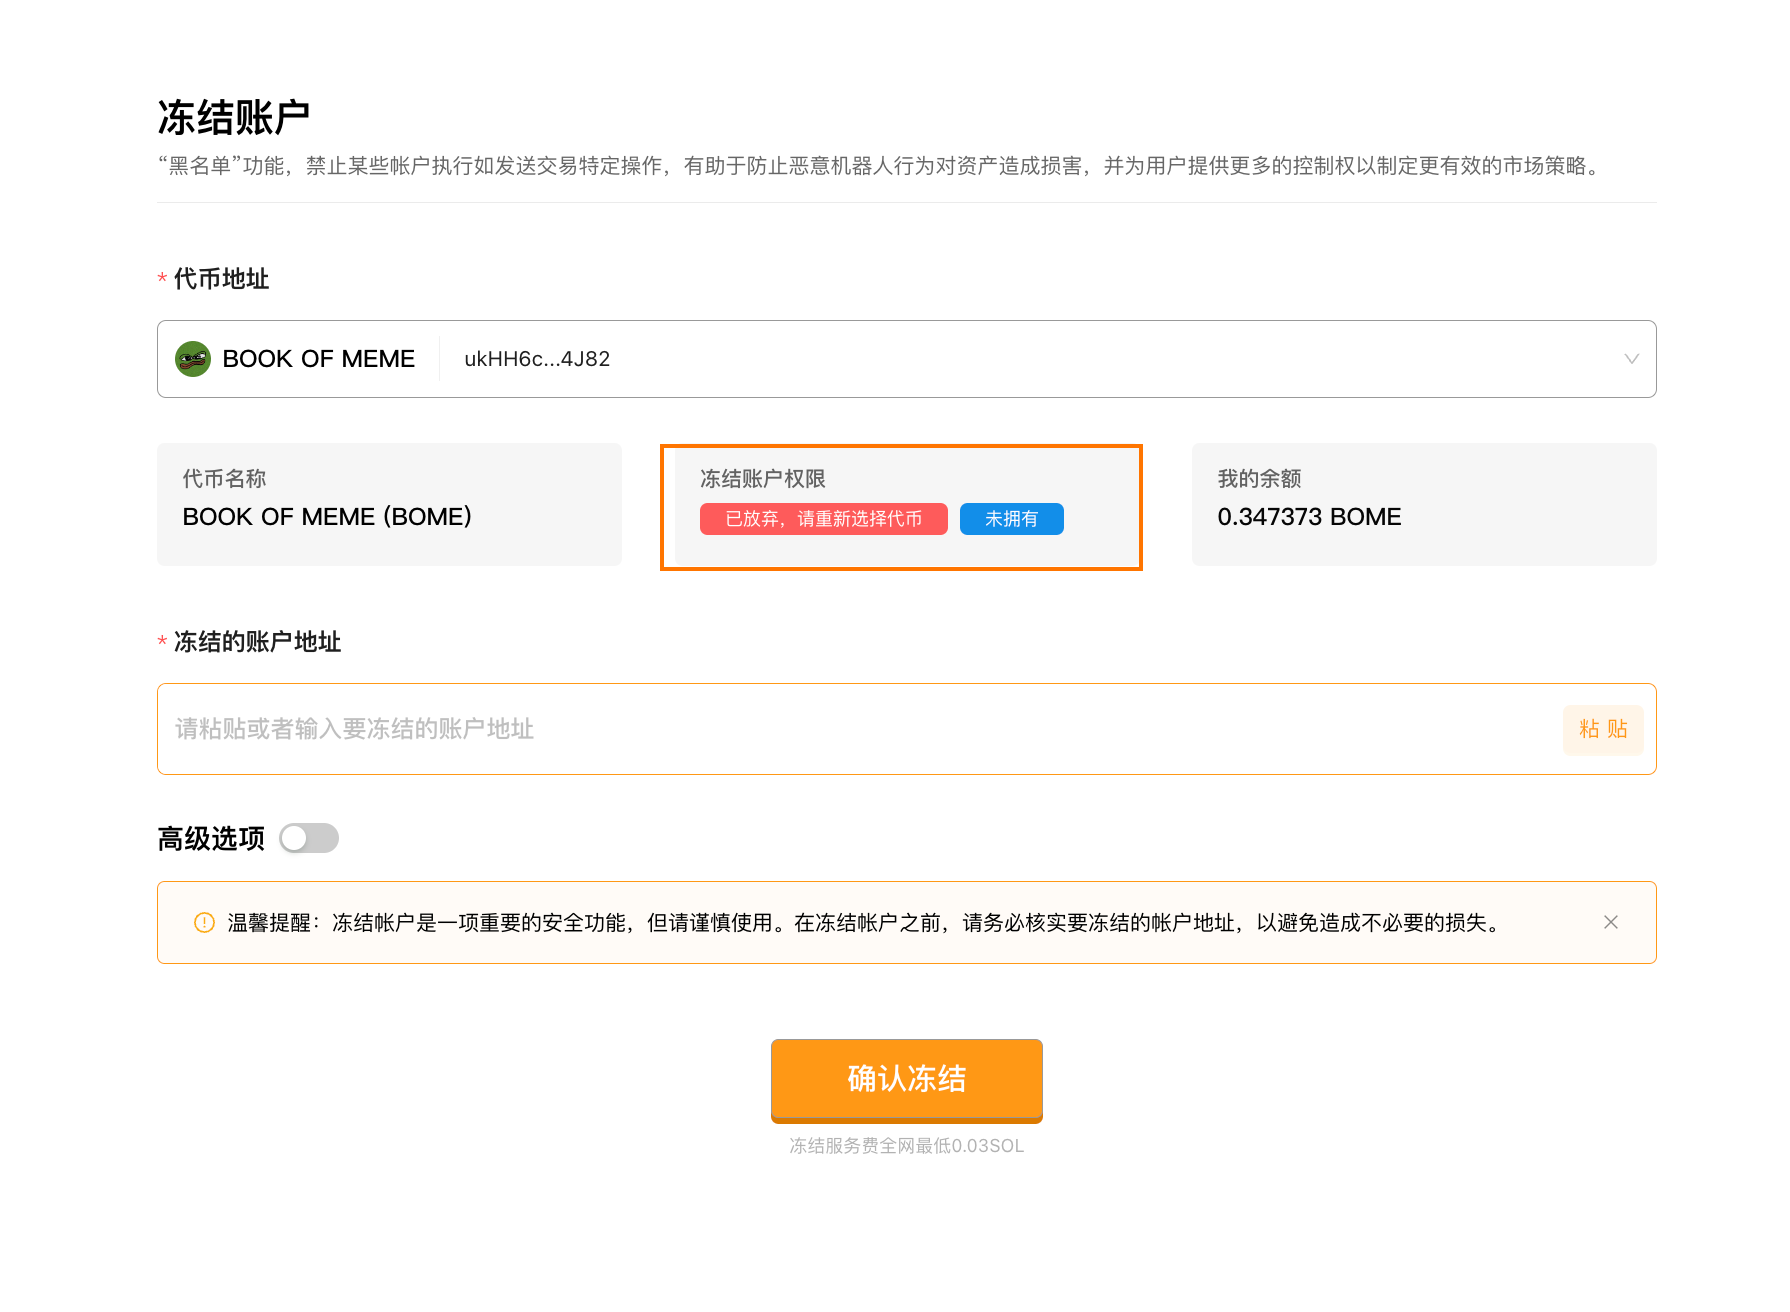 冻结账户
“黑名单”功能，禁止某些帐户执行如发送交易特定操作，有助于防止恶意机器人行为对资产造成损害，并为用户提供更多的控制权以制定更有效的市场策略。
* 代币地址
BOOK OF MEME ukHH6c...4J82
代币名称
BOOK OF MEME (BOME)
冻结账户权限
已放弃，请重新选择代币 未拥有
我的余额
0.347373 BOME
* 冻结的账户地址
请粘贴或者输入要冻结的账户地址 粘 贴
高级选项
温馨提醒：冻结帐户是一项重要的安全功能，但请谨慎使用。在冻结帐户之前，请务必核实要冻结的帐户地址，以避免造成不必要的损失。
确认冻结
冻结服务费全网最低0.03SOL